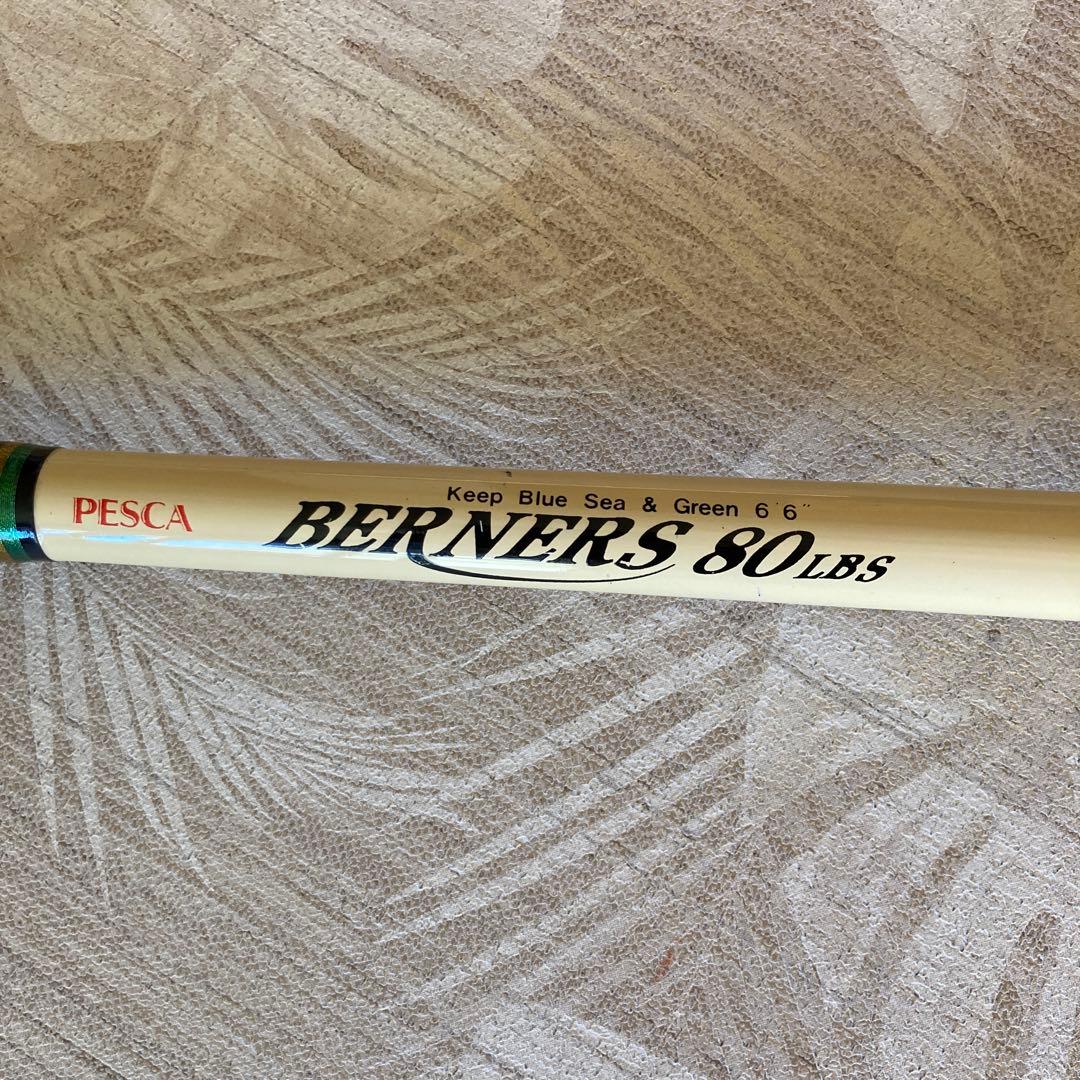 PESCA
Keep Blue Sea & Green 6'6"
BERNERS 80LBS